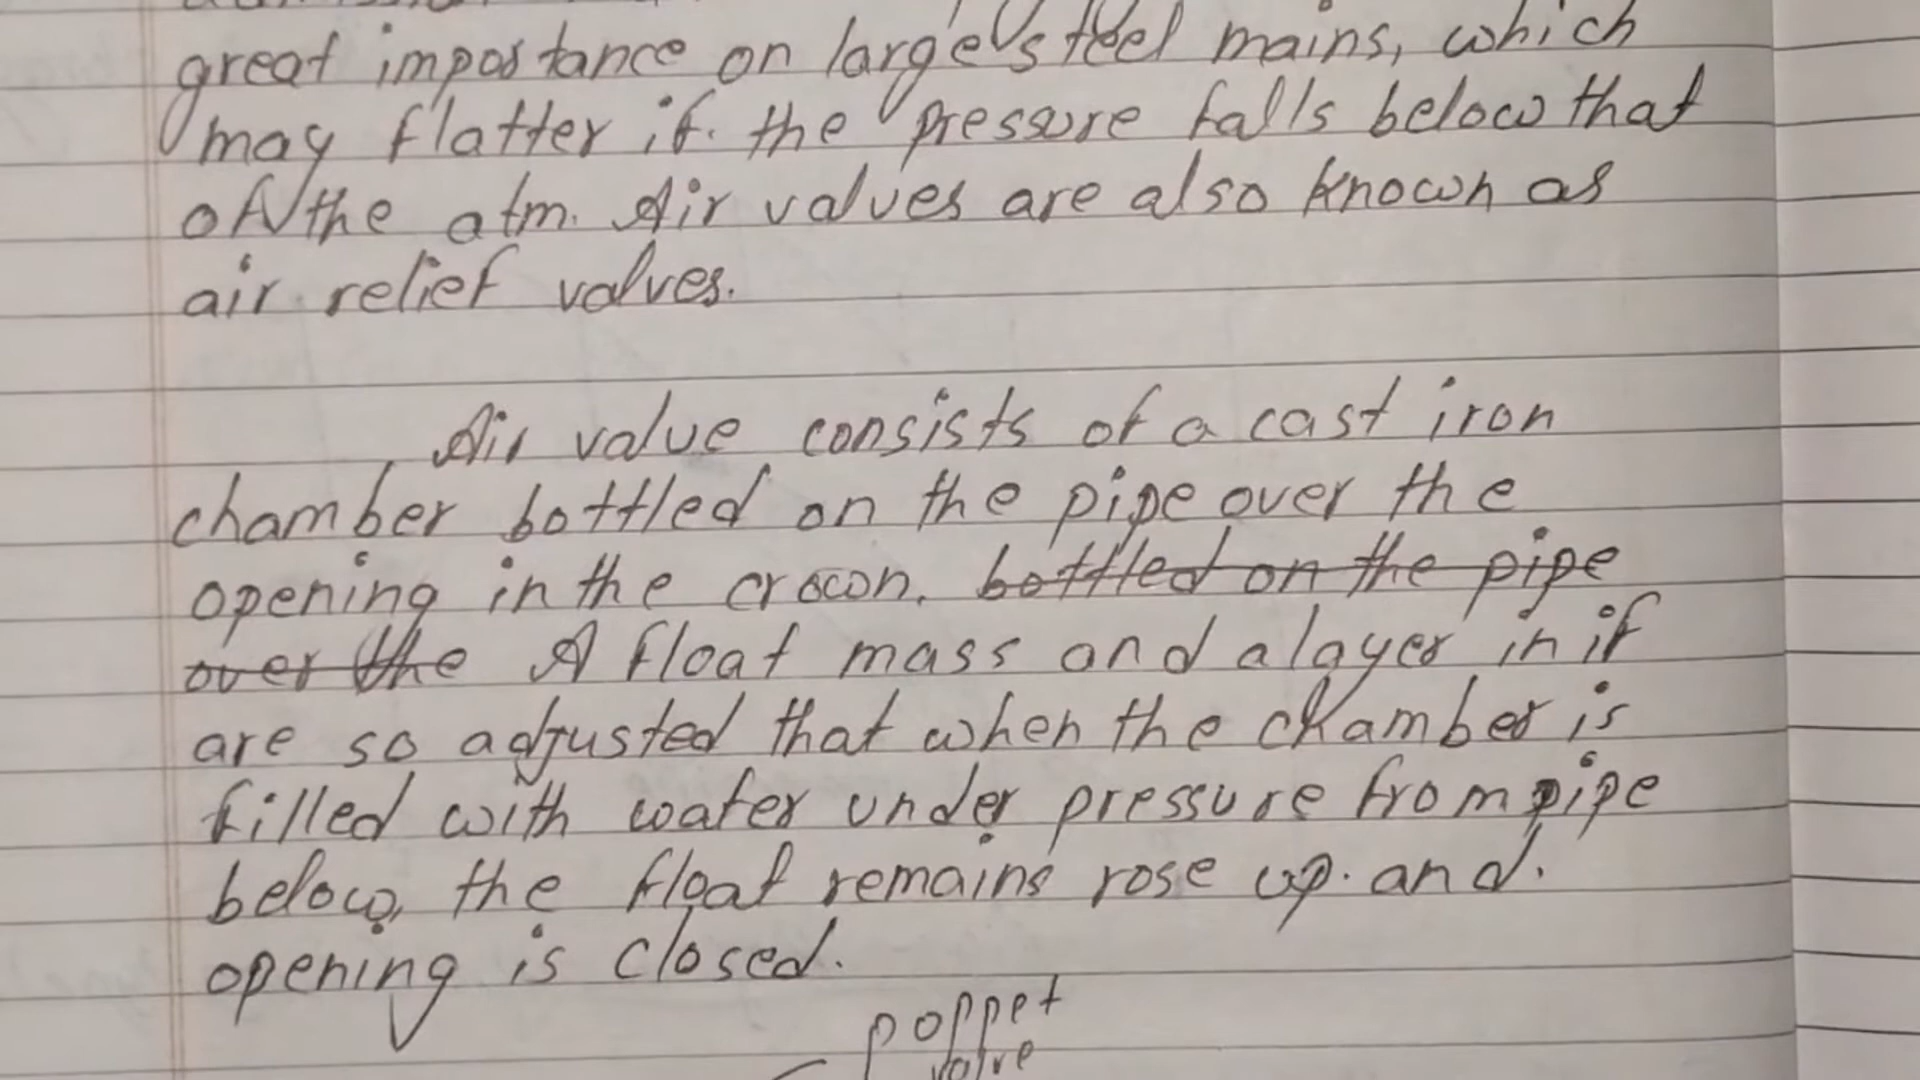 great importance on large steel mains, which
may flatter if. the pressure falls below that
of the atm. Air values are also known as
air relief valves.
Air value consists of a cast iron
chamber bottled on the pipe over the
opening in the crown. bottled on the pipe
over the A float mass and a layer in it
are so adjusted that when the chamber is
filled with water under pressure from pipe
below, the float remains rose up. and.
opening is closed.
poppet
valve